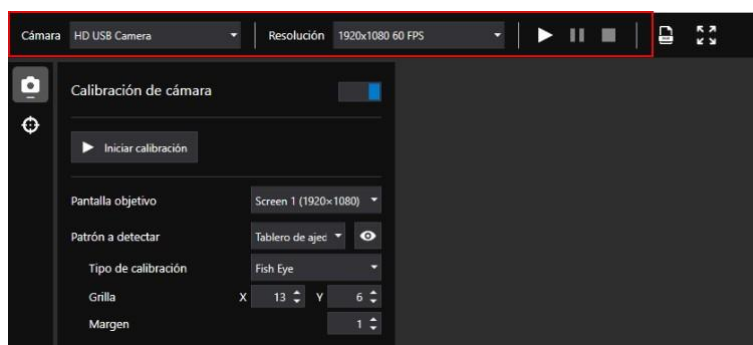 Cámara HD USB Camera Resolución 1920x1080 60 FPS
Calibración de cámara
Iniciar calibración
Pantalla objetivo Screen 1 (1920×1080)
Patrón a detectar Tablero de ajec
Tipo de calibración Fish Eye
Grilla X 13 Y 6
Margen 1